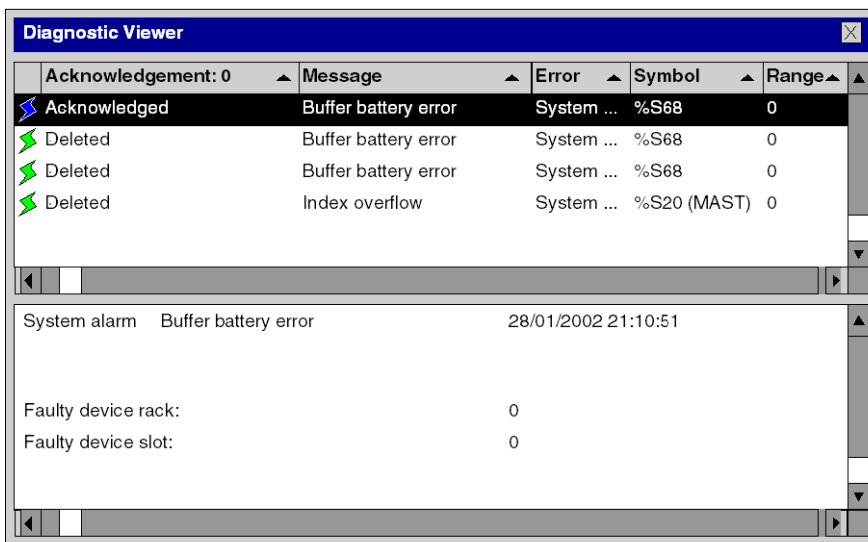 Diagnostic Viewer
Acknowledgement: 0 Message Error Symbol Range
Acknowledged Buffer battery error System ... %S68 0
Deleted Buffer battery error System ... %S68 0
Deleted Buffer battery error System ... %S68 0
Deleted Index overflow System ... %S20 (MAST) 0
System alarm Buffer battery error 28/01/2002 21:10:51
Faulty device rack: 0
Faulty device slot: 0